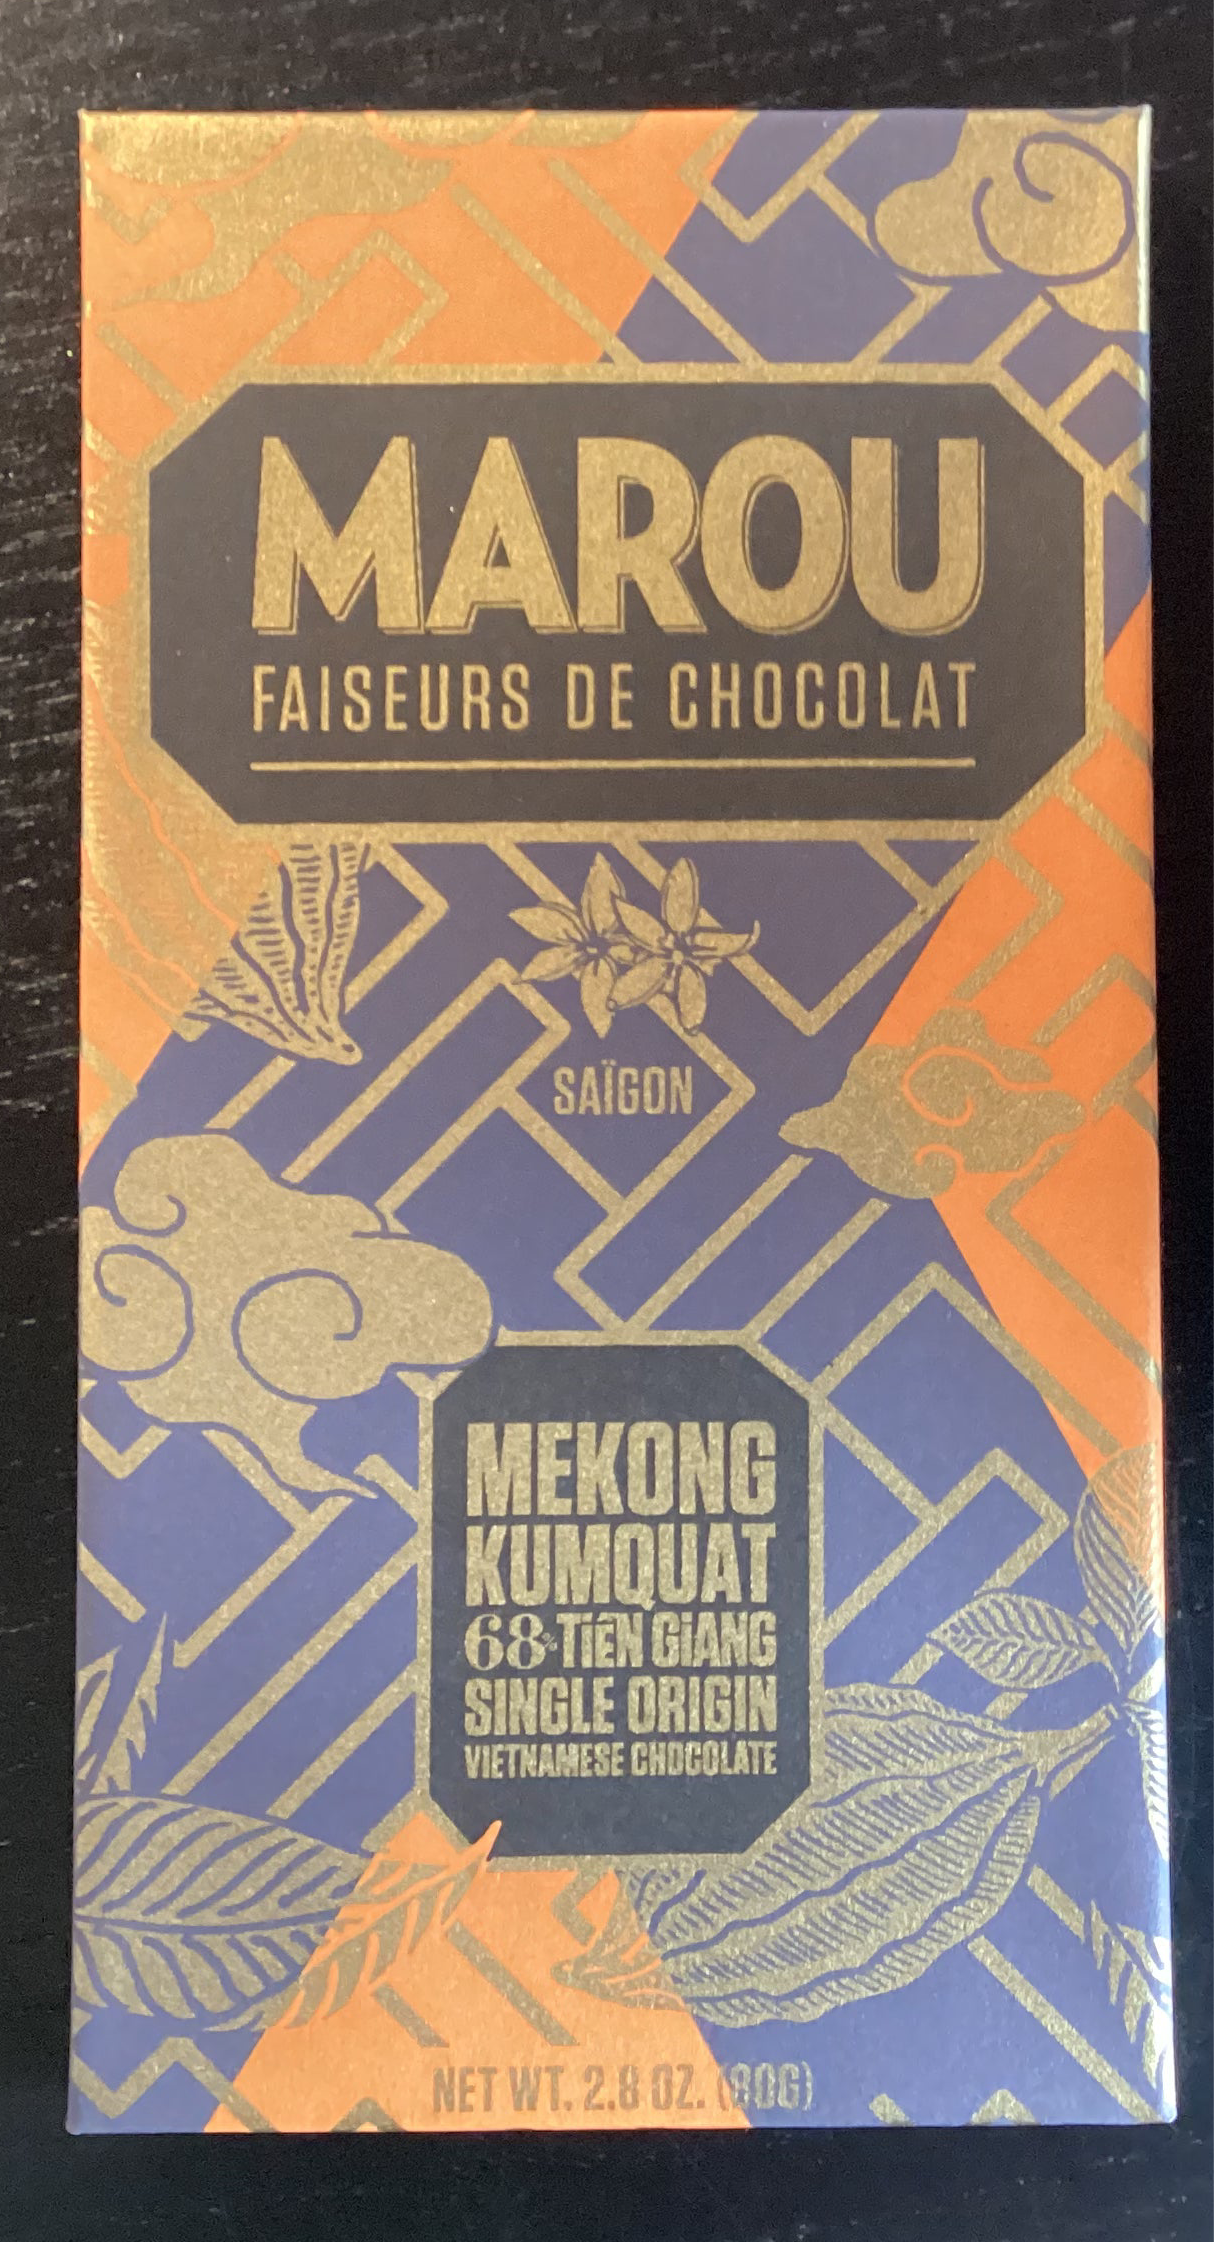 MAROU
FAISEURS DE CHOCOLAT
SAÏGON
MEKONG
KUMQUAT
68% TIỀN GIANG
SINGLE ORIGIN
VIETNAMESE CHOCOLATE
NET WT. 2.8 OZ. (80G)